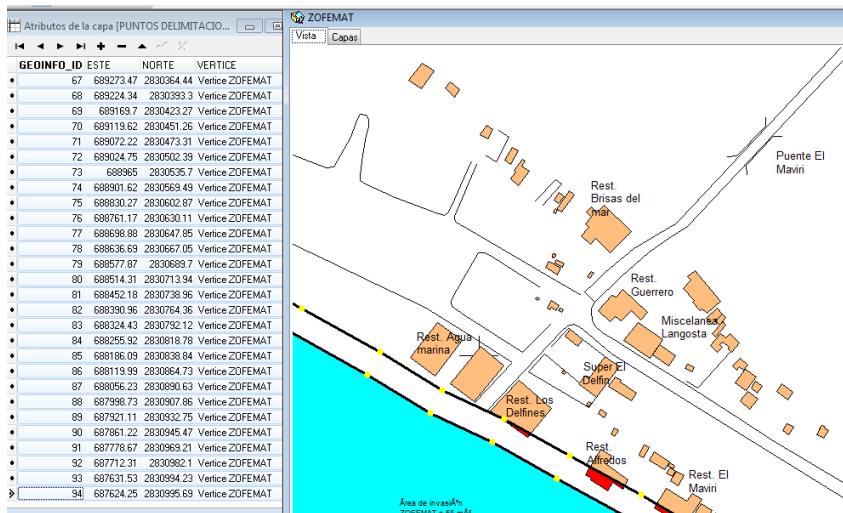 Atributos de la capa [PUNTOS DELIMITACIO...
GEOINFO_ID ESTE NORTE VERTICE
67 689273.47 2830364.44 Vertice ZOFEMAT
68 689224.34 2830393.3 Vertice ZOFEMAT
69 689169.7 2830423.27 Vertice ZOFEMAT
70 689119.62 2830451.26 Vertice ZOFEMAT
71 689072.22 2830473.31 Vertice ZOFEMAT
72 689024.75 2830502.39 Vertice ZOFEMAT
73 688965 2830535.7 Vertice ZOFEMAT
74 688901.62 2830569.49 Vertice ZOFEMAT
75 688830.27 2830602.87 Vertice ZOFEMAT
76 688761.17 2830630.11 Vertice ZOFEMAT
77 688698.88 2830647.85 Vertice ZOFEMAT
78 688636.69 2830667.05 Vertice ZOFEMAT
79 688577.87 2830689.7 Vertice ZOFEMAT
80 688514.31 2830713.94 Vertice ZOFEMAT
81 688452.18 2830738.96 Vertice ZOFEMAT
82 688390.96 2830764.36 Vertice ZOFEMAT
83 688324.43 2830792.12 Vertice ZOFEMAT
84 688255.92 2830818.78 Vertice ZOFEMAT
85 688186.09 2830838.84 Vertice ZOFEMAT
86 688119.99 2830864.73 Vertice ZOFEMAT
87 688056.23 2830890.63 Vertice ZOFEMAT
88 687998.73 2830907.86 Vertice ZOFEMAT
89 687921.11 2830932.75 Vertice ZOFEMAT
90 687861.22 2830945.47 Vertice ZOFEMAT
91 687778.67 2830969.21 Vertice ZOFEMAT
92 687712.31 2830982.1 Vertice ZOFEMAT
93 687631.53 2830994.23 Vertice ZOFEMAT
94 687624.25 2830995.69 Vertice ZOFEMAT
ZOFEMAT
Vista Capas
Puente El
Maviri
Rest.
Brisas del
mar
Rest.
Guerrero
Miscelanea
Langosta
Rest. Agua
marina
Super El
Delfin
Rest. Los
Delfines
Rest.
Alfredos
Rest. El
Maviri
Área de invasiÃ³n